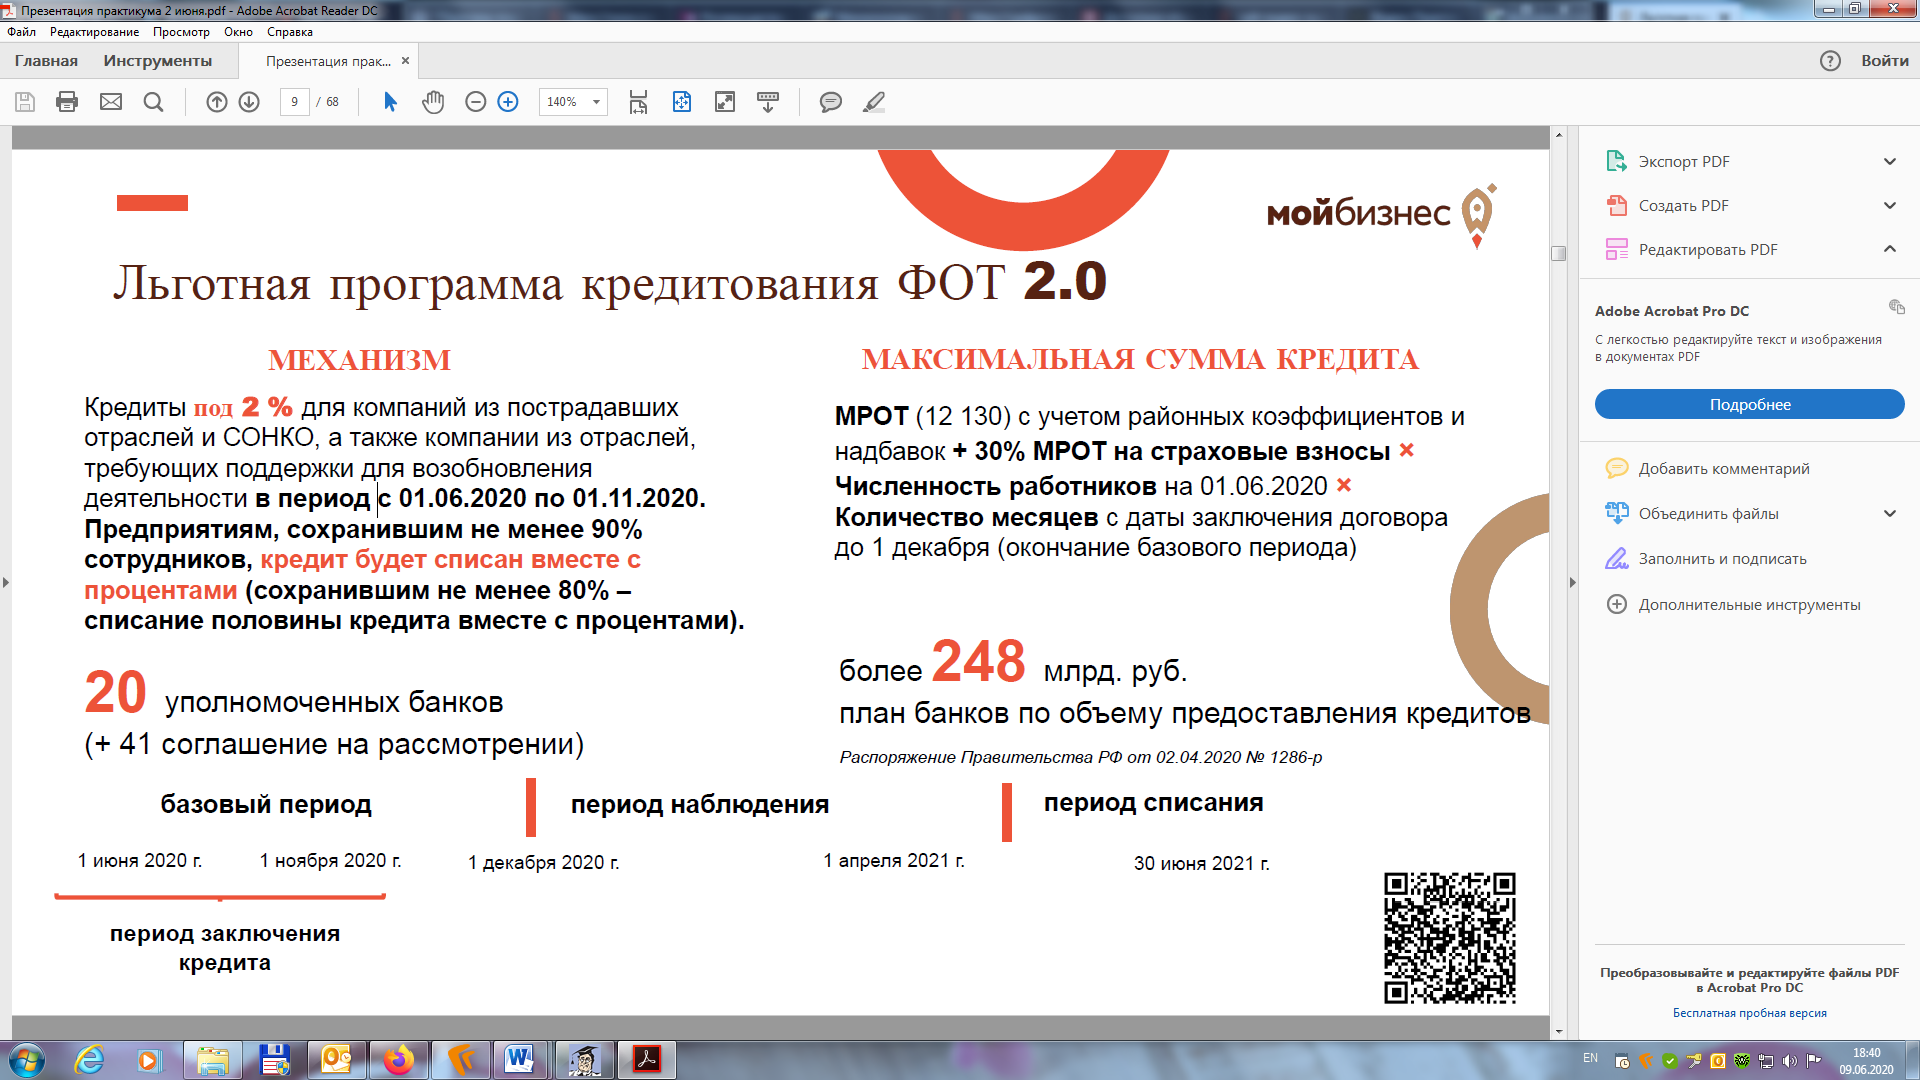 Презентация практикума 2 июня.pdf - Adobe Acrobat Reader DC
Файл Редактирование Просмотр Окно Справка
Главная Инструменты Презентация прак... Войти
9 / 68 140%
мойбизнес
Льготная программа кредитования ФОТ 2.0
МЕХАНИЗМ
Кредиты под 2 % для компаний из пострадавших
отраслей и СОНКО, а также компании из отраслей,
требующих поддержки для возобновления
деятельности в период с 01.06.2020 по 01.11.2020.
Предприятиям, сохранившим не менее 90%
сотрудников, кредит будет списан вместе с
процентами (сохранившим не менее 80% –
списание половины кредита вместе с процентами).
20 уполномоченных банков
(+ 41 соглашение на рассмотрении)
МАКСИМАЛЬНАЯ СУММА КРЕДИТА
МРОТ (12 130) с учетом районных коэффициентов и
надбавок + 30% МРОТ на страховые взносы ×
Численность работников на 01.06.2020 ×
Количество месяцев с даты заключения договора
до 1 декабря (окончание базового периода)
более 248 млрд. руб.
план банков по объему предоставления кредитов
Распоряжение Правительства РФ от 02.04.2020 № 1286-р
базовый период период наблюдения период списания
1 июня 2020 г. 1 ноября 2020 г. 1 декабря 2020 г. 1 апреля 2021 г. 30 июня 2021 г.
период заключения
кредита
Экспорт PDF
Создать PDF
Редактировать PDF
Adobe Acrobat Pro DC
С легкостью редактируйте текст и изображения
в документах PDF
Подробнее
Добавить комментарий
Объединить файлы
Заполнить и подписать
Дополнительные инструменты
Преобразовывайте и редактируйте файлы PDF
в Acrobat Pro DC
Бесплатная пробная версия
EN
18:40
09.06.2020